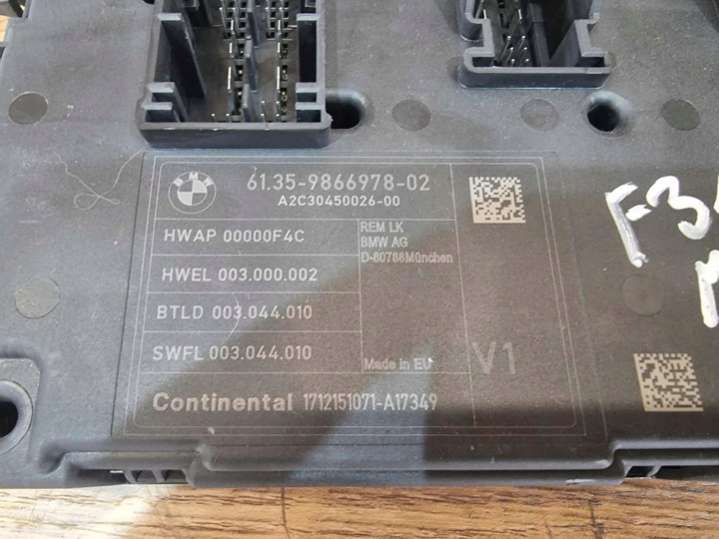 BMW
61.35-9866978-02
A2C30450026-00
HWAP 00000F4C
REM LK
BMW AG
D-80788München
HWEL 003.000.002
BTLD 003.044.010
SWFL 003.044.010
Made in EU
V1
Continental 1712151071-A17349